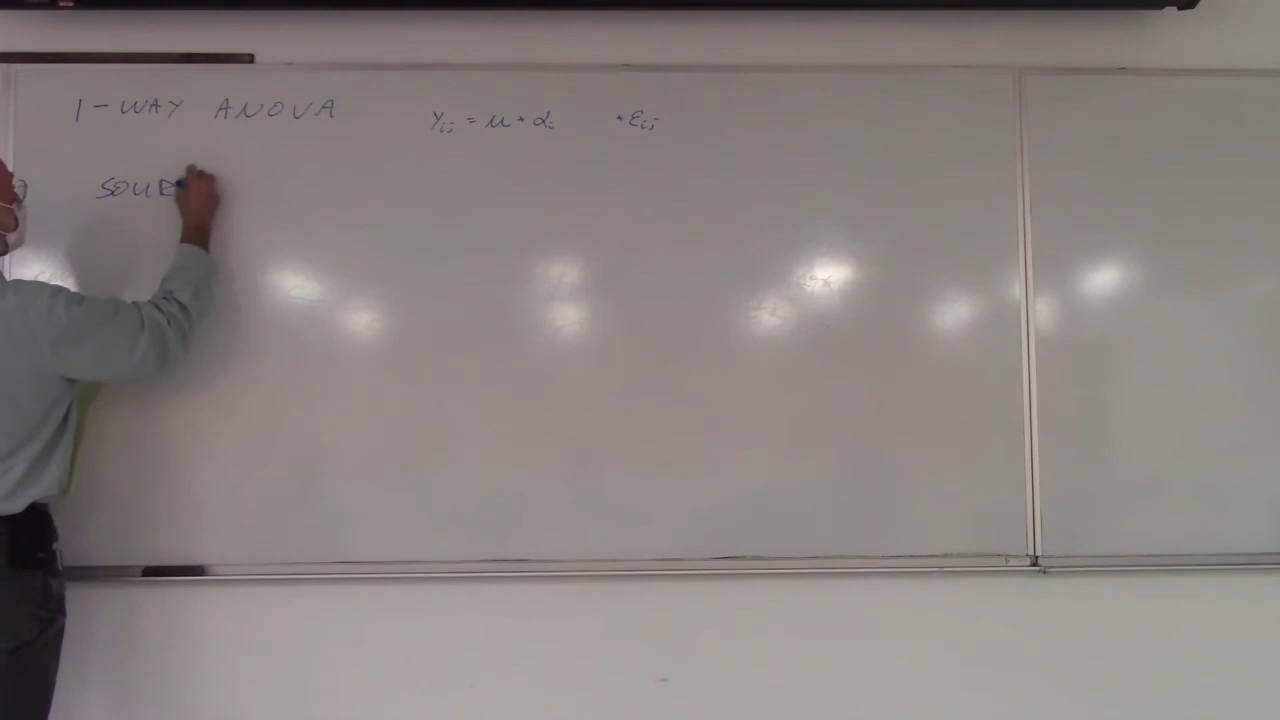 1-WAY ANOVA
Yij = μ + αi + εij
SOUR